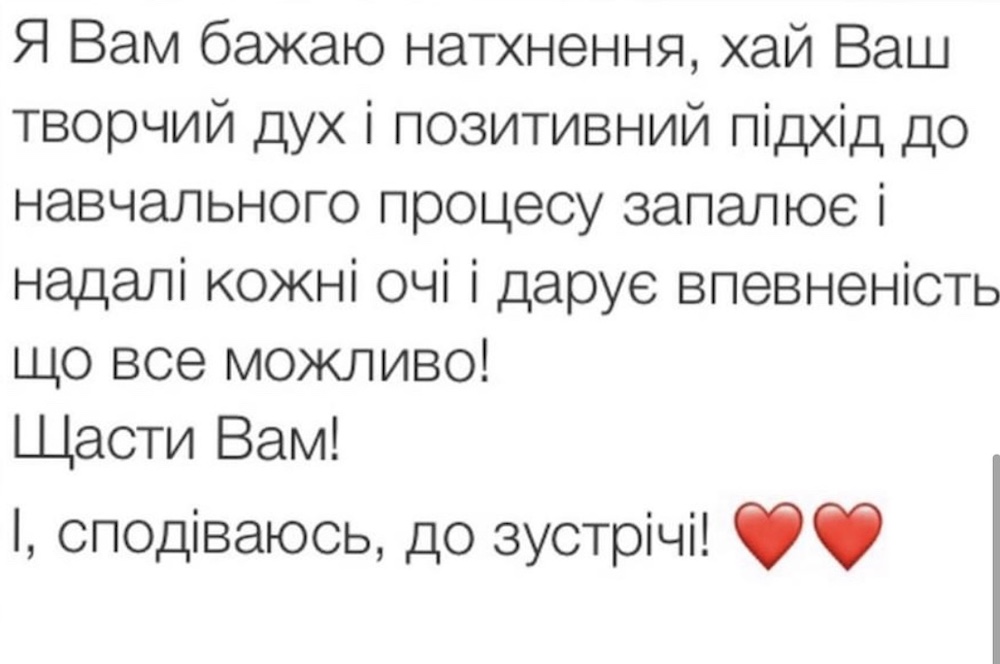 Я Вам бажаю натхнення, хай Ваш
творчий дух і позитивний підхід до
навчального процесу запалює і
надалі кожні очі і дарує впевненість
що все можливо!
Щасти Вам!
І, сподіваюсь, до зустрічі! ❤️❤️